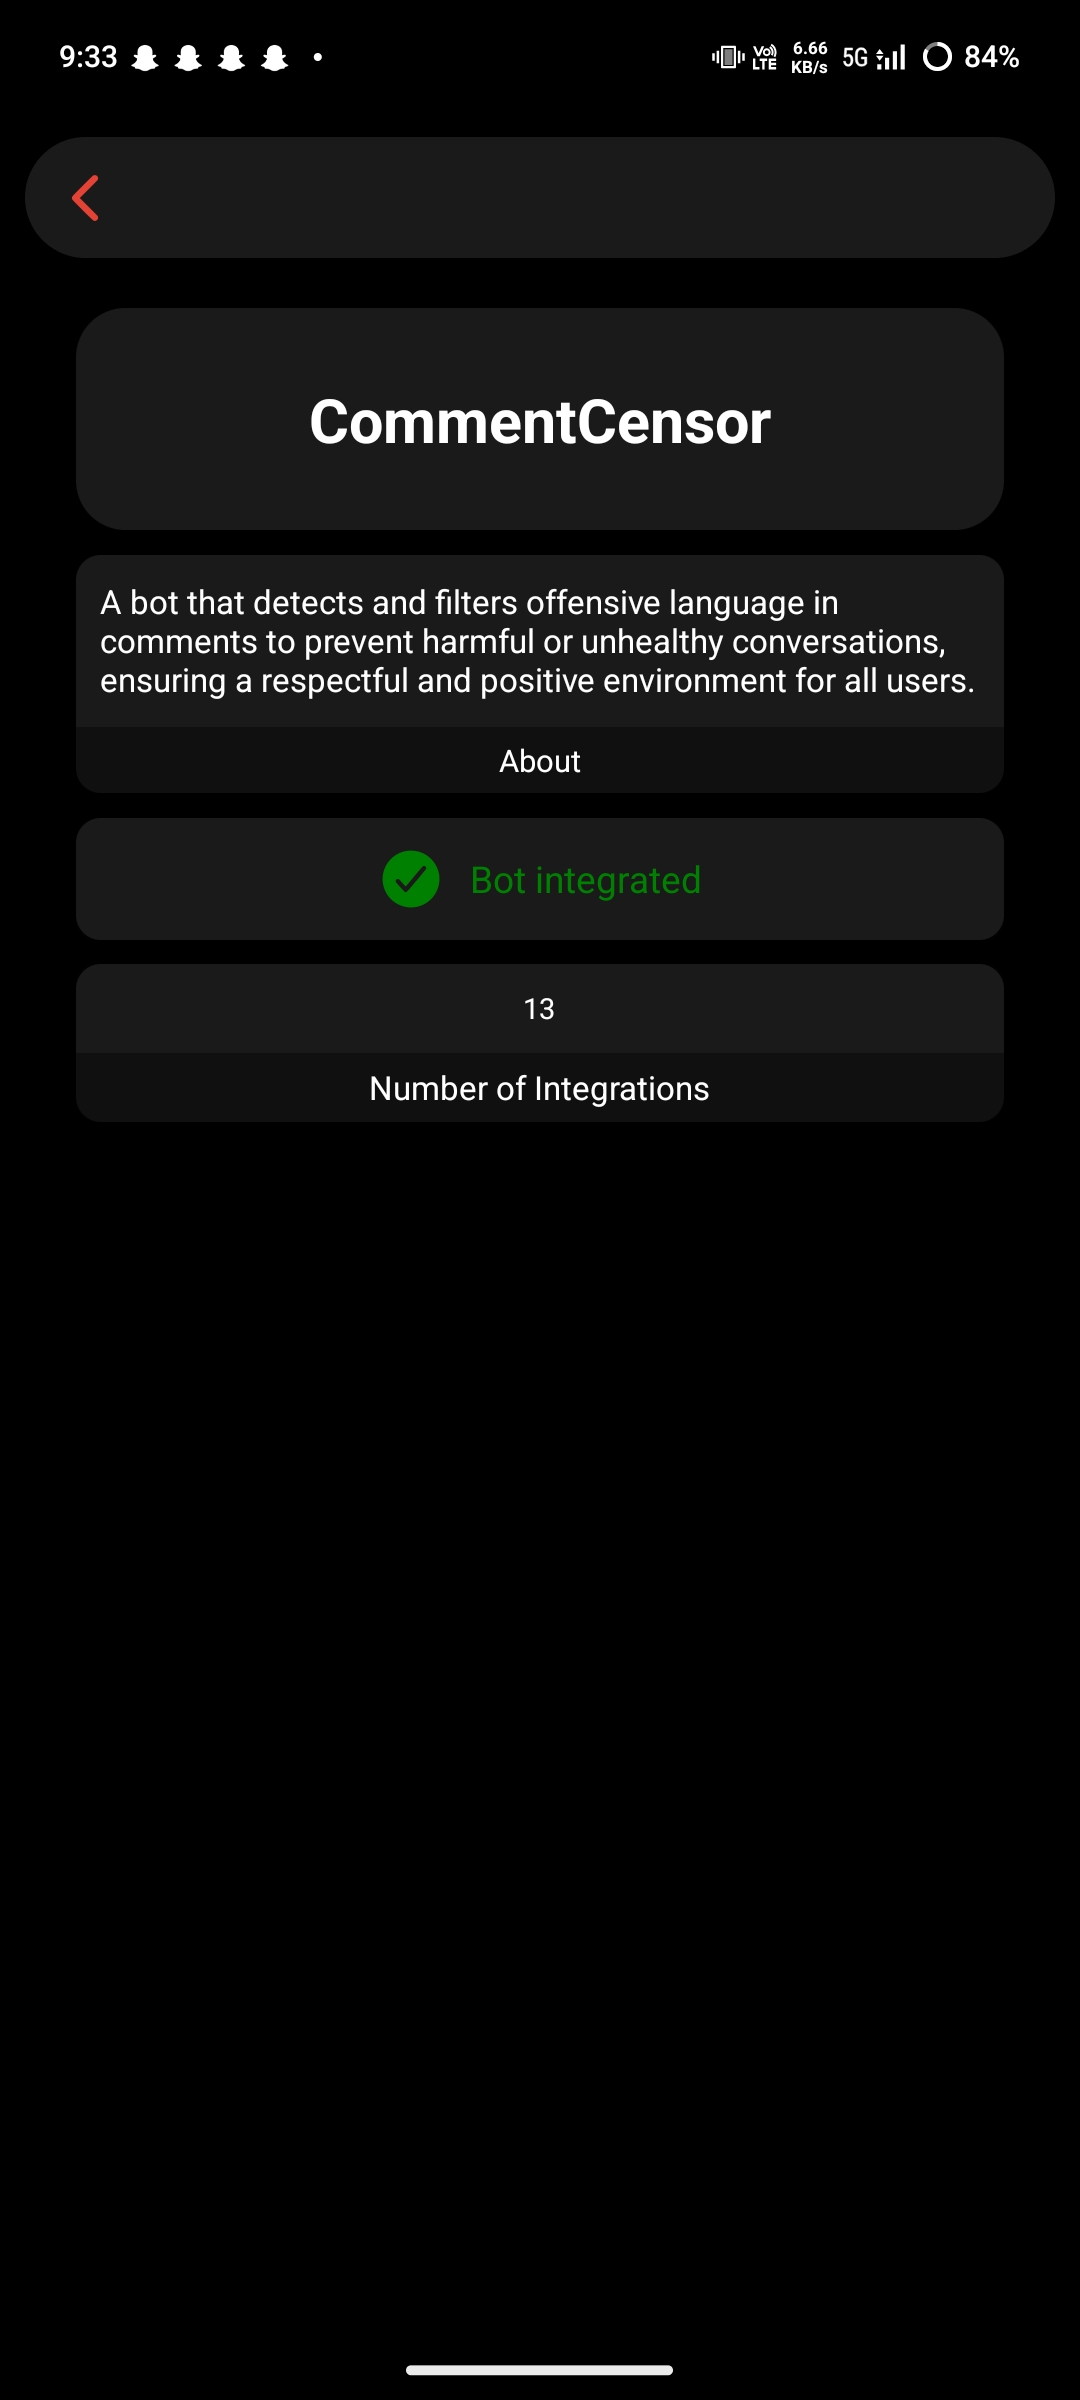 9:33
Vo LTE
6.66 KB/s
5G
84%
CommentCensor
A bot that detects and filters offensive language in
comments to prevent harmful or unhealthy conversations,
ensuring a respectful and positive environment for all users.
About
Bot integrated
13
Number of Integrations